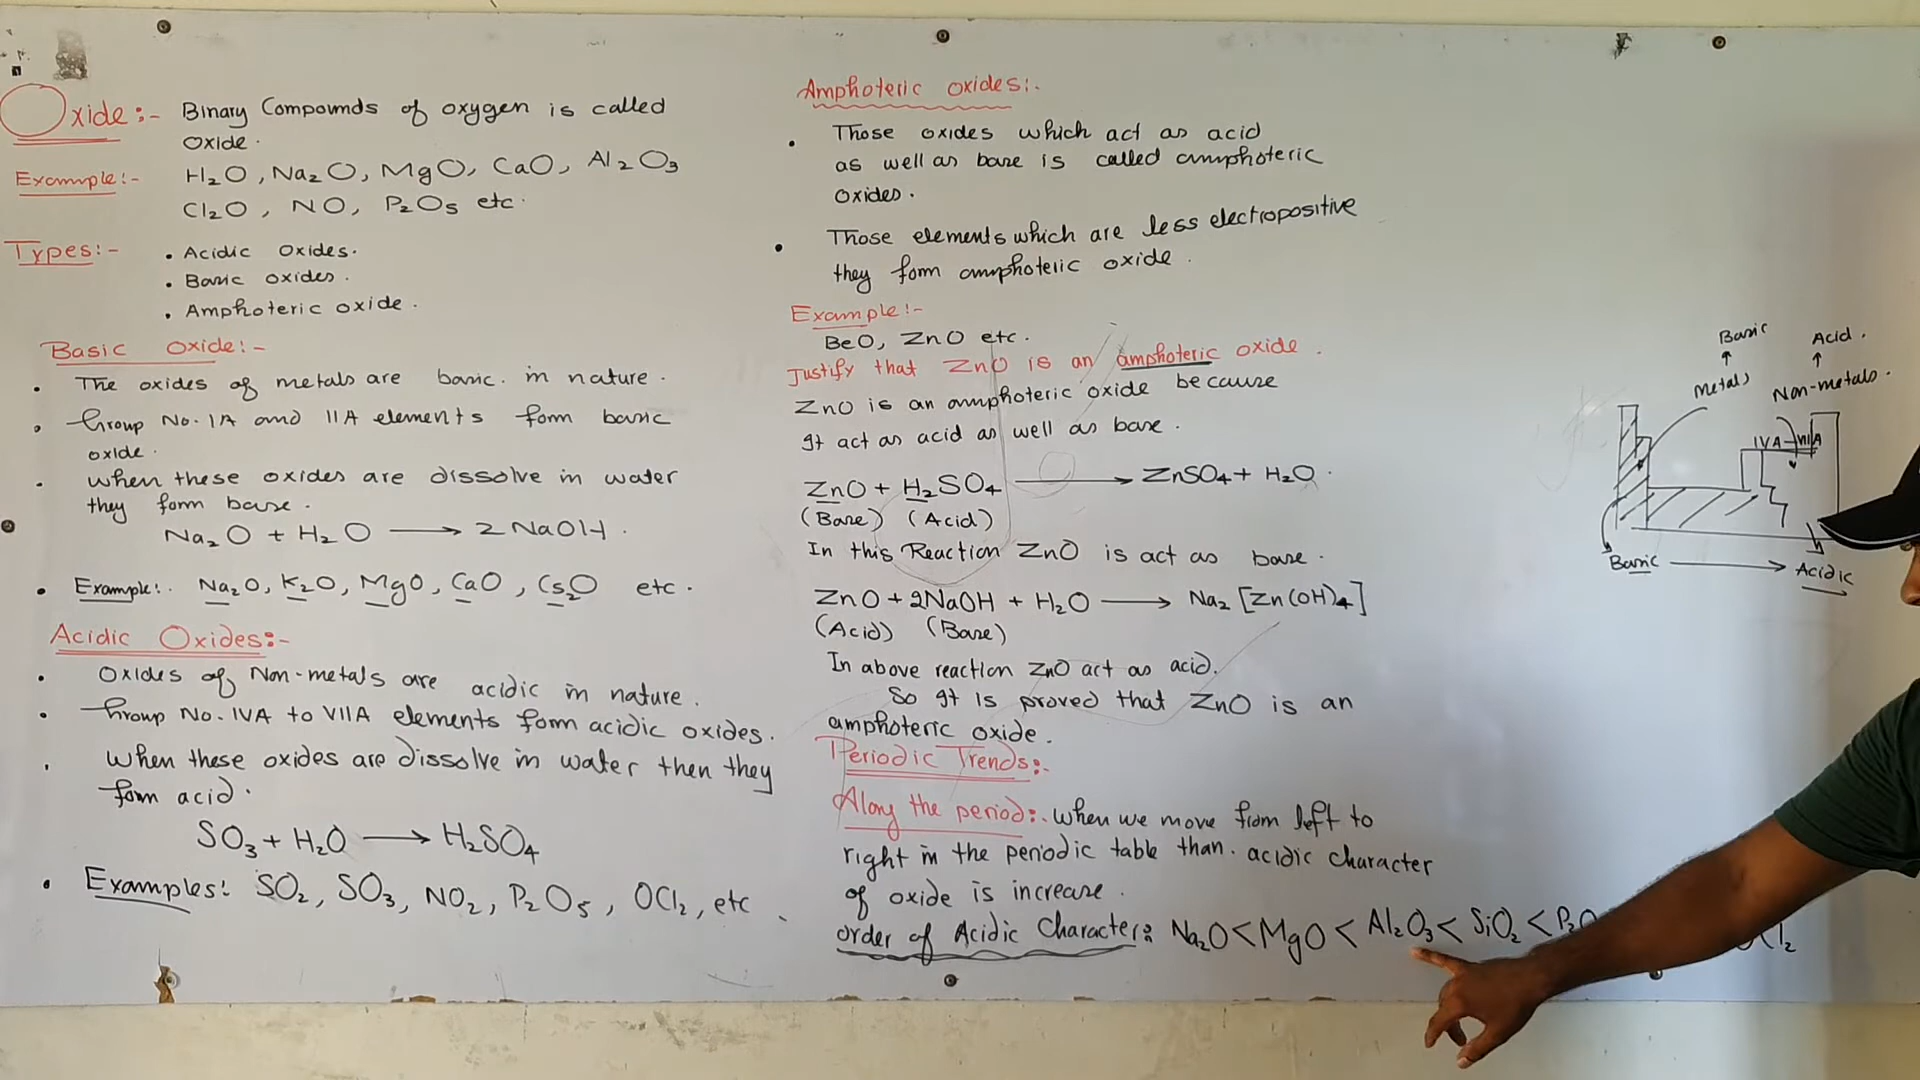 Oxide:- Binary Compounds of oxygen is called
oxide.
Example:- H₂O, Na₂O, MgO, CaO, Al₂O₃
Cl₂O, NO, P₂O₅ etc.
Types:- • Acidic Oxides.
• Basic oxides.
• Amphoteric oxide.
Basic Oxide:-
• The oxides of metals are basic. in nature.
• Group No. IA and IIA elements form basic
oxide.
• when these oxides are dissolve in water
they form base.
Na₂O + H₂O ⟶ 2NaOH.
• Example:. Na₂O, K₂O, MgO, CaO, Cs₂O etc.
Acidic Oxides:-
• Oxides of Non-metals are acidic in nature.
• Group No. IVA to VIIA elements form acidic oxides.
• when these oxides are dissolve in water then they
form acid.
SO₃ + H₂O ⟶ H₂SO₄
• Examples: SO₂, SO₃, NO₂, P₂O₅, OCl₂, etc
Amphoteric oxides:-
• Those oxides which act as acid
as well as base is called amphoteric
oxides.
• Those elements which are less electropositive
they form amphoteric oxide.
Example:-
BeO, ZnO etc.
Justify that ZnO is an amphoteric oxide.
ZnO is an amphoteric oxide because
It act as acid as well as base.
ZnO + H₂SO₄ ⟶ ZnSO₄ + H₂O.
(Base) (Acid)
In this Reaction ZnO is act as base.
ZnO + 2NaOH + H₂O ⟶ Na₂[Zn(OH)₄]
(Acid) (Base)
In above reaction ZnO act as acid.
So It is proved that ZnO is an
amphoteric oxide.
Periodic Trends:-
Along the period:. when we move from left to
right in the periodic table than. acidic character
of oxide is increase.
order of Acidic Character: Na₂O < MgO < Al₂O₃ < SiO₂ < P₂O Cl₂
Basic Acid.
↑ ↑
Metals Non-metals.
IVA-VIIA
Basic ⟶ Acidic